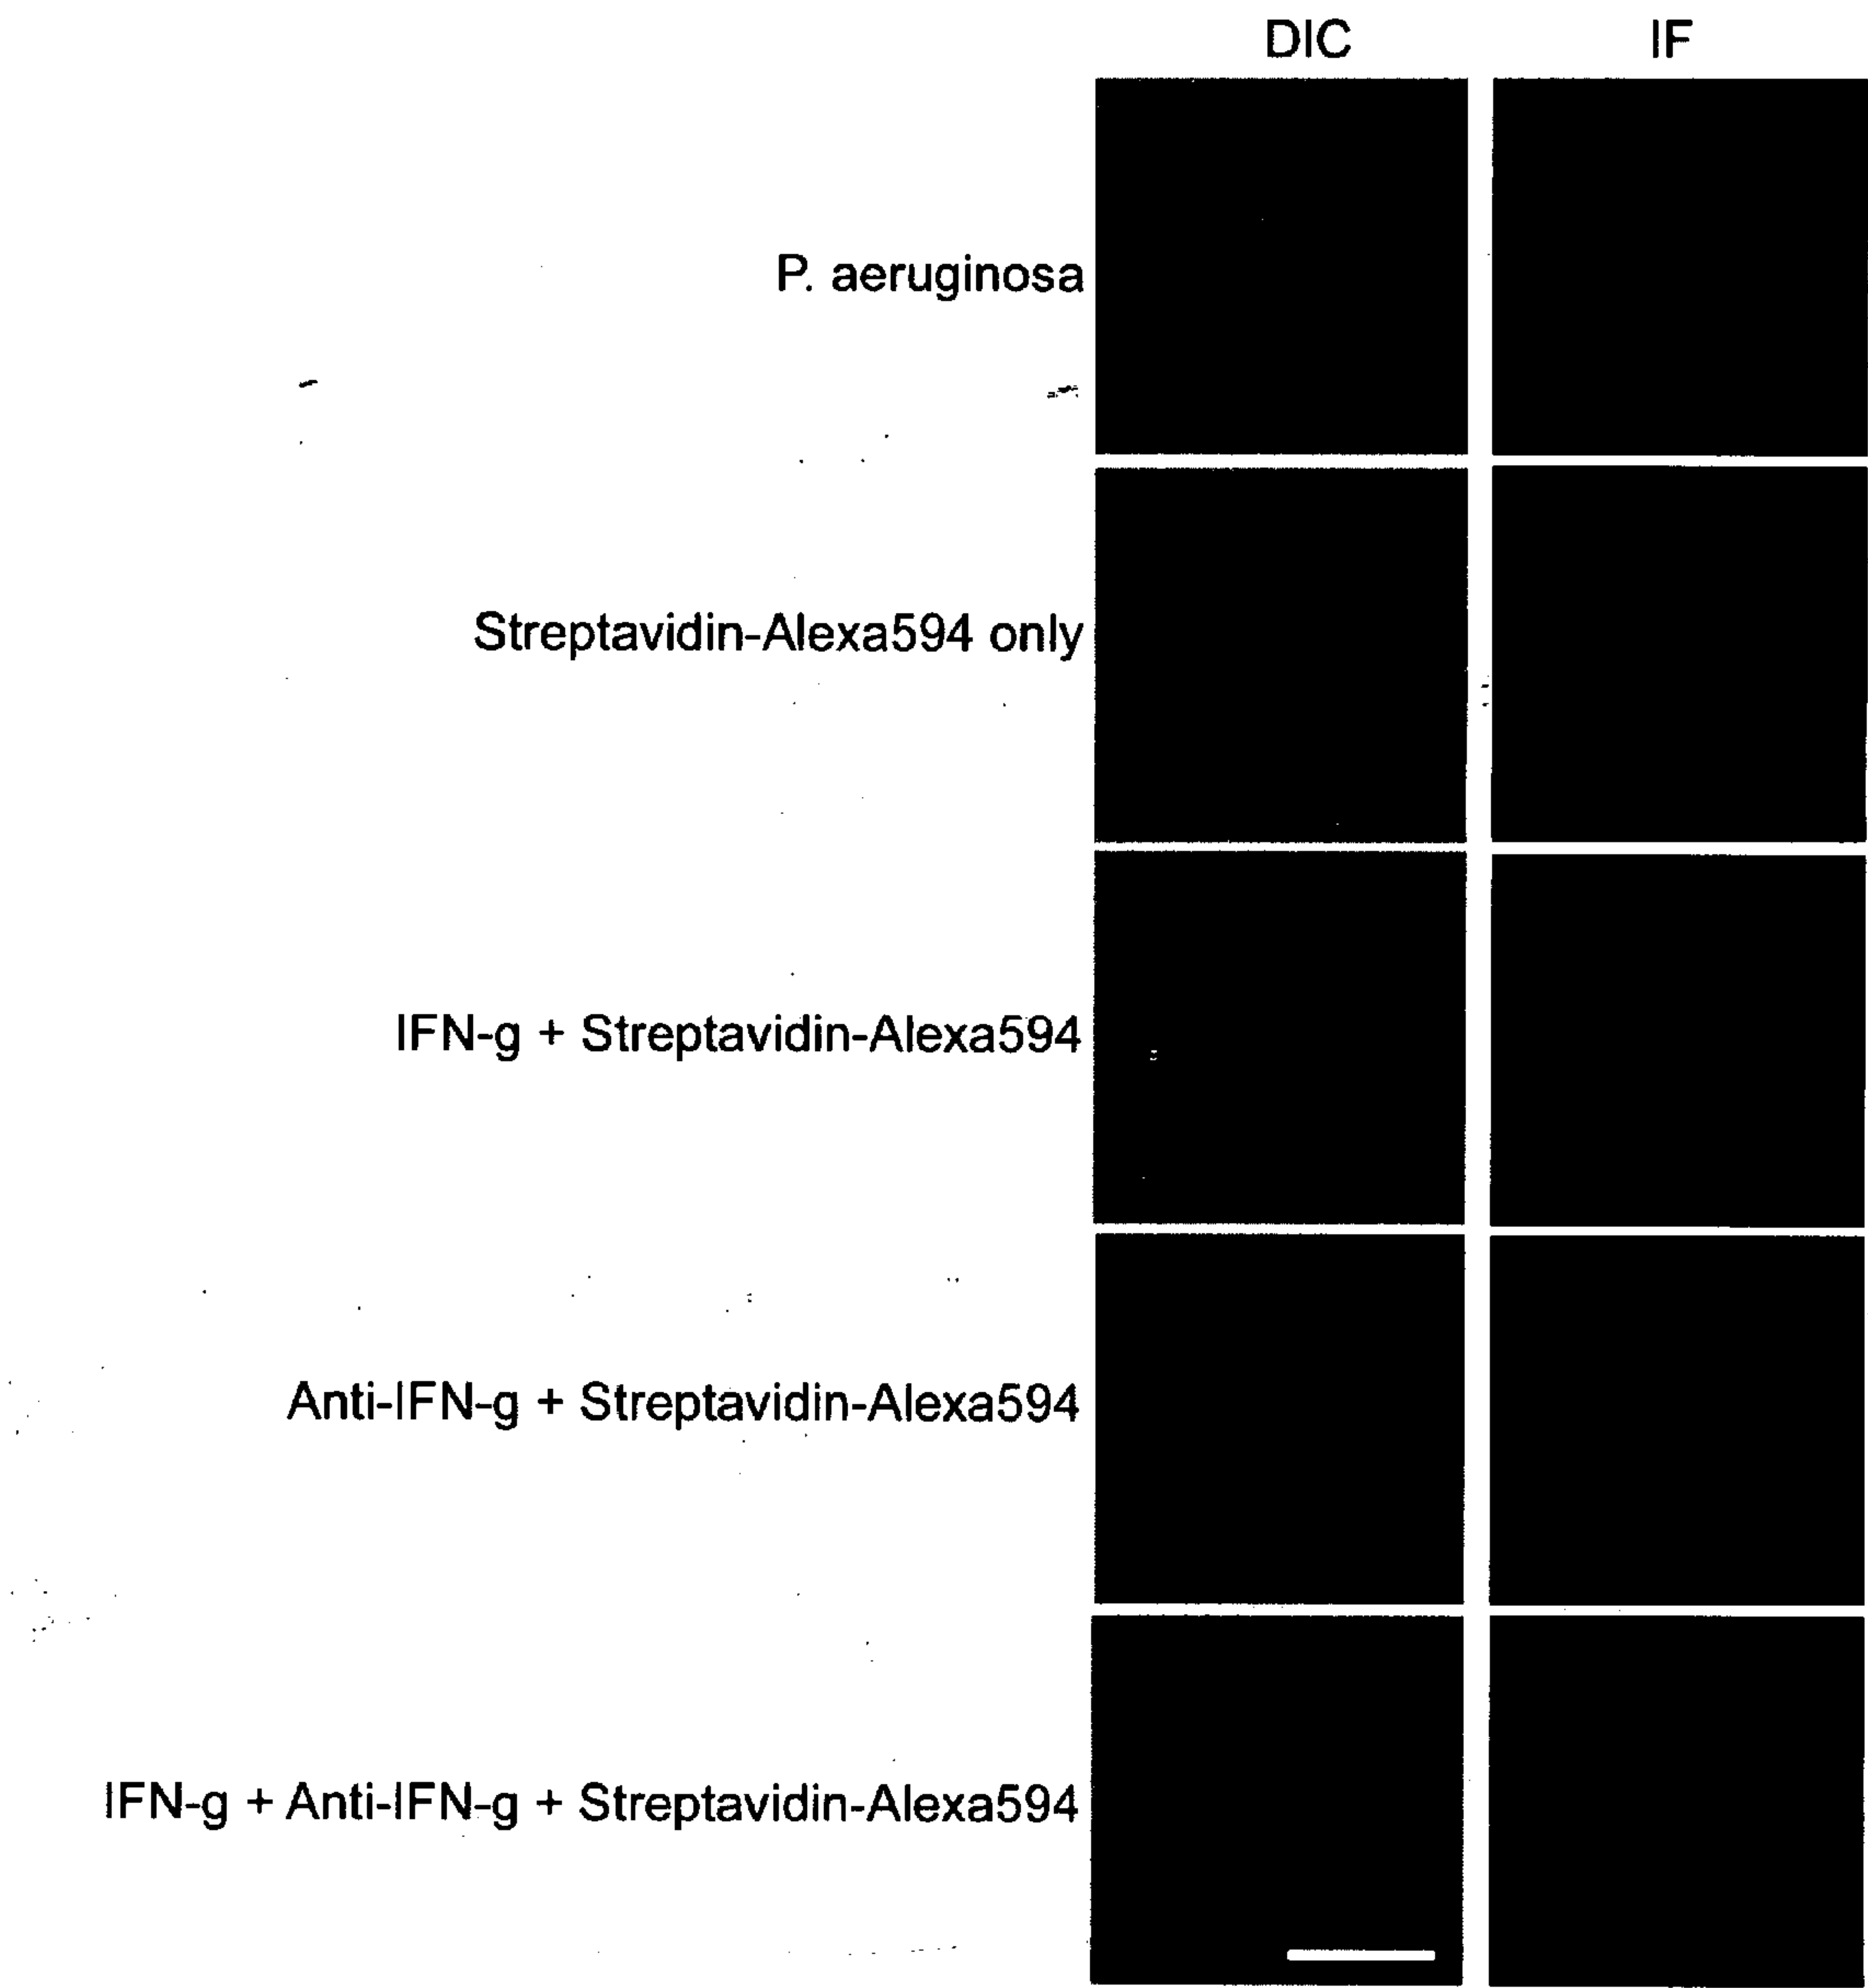 DIC IF
P. aeruginosa
Streptavidin-Alexa594 only
IFN-g + Streptavidin-Alexa594
Anti-IFN-g + Streptavidin-Alexa594
IFN-g + Anti-IFN-g + Streptavidin-Alexa594